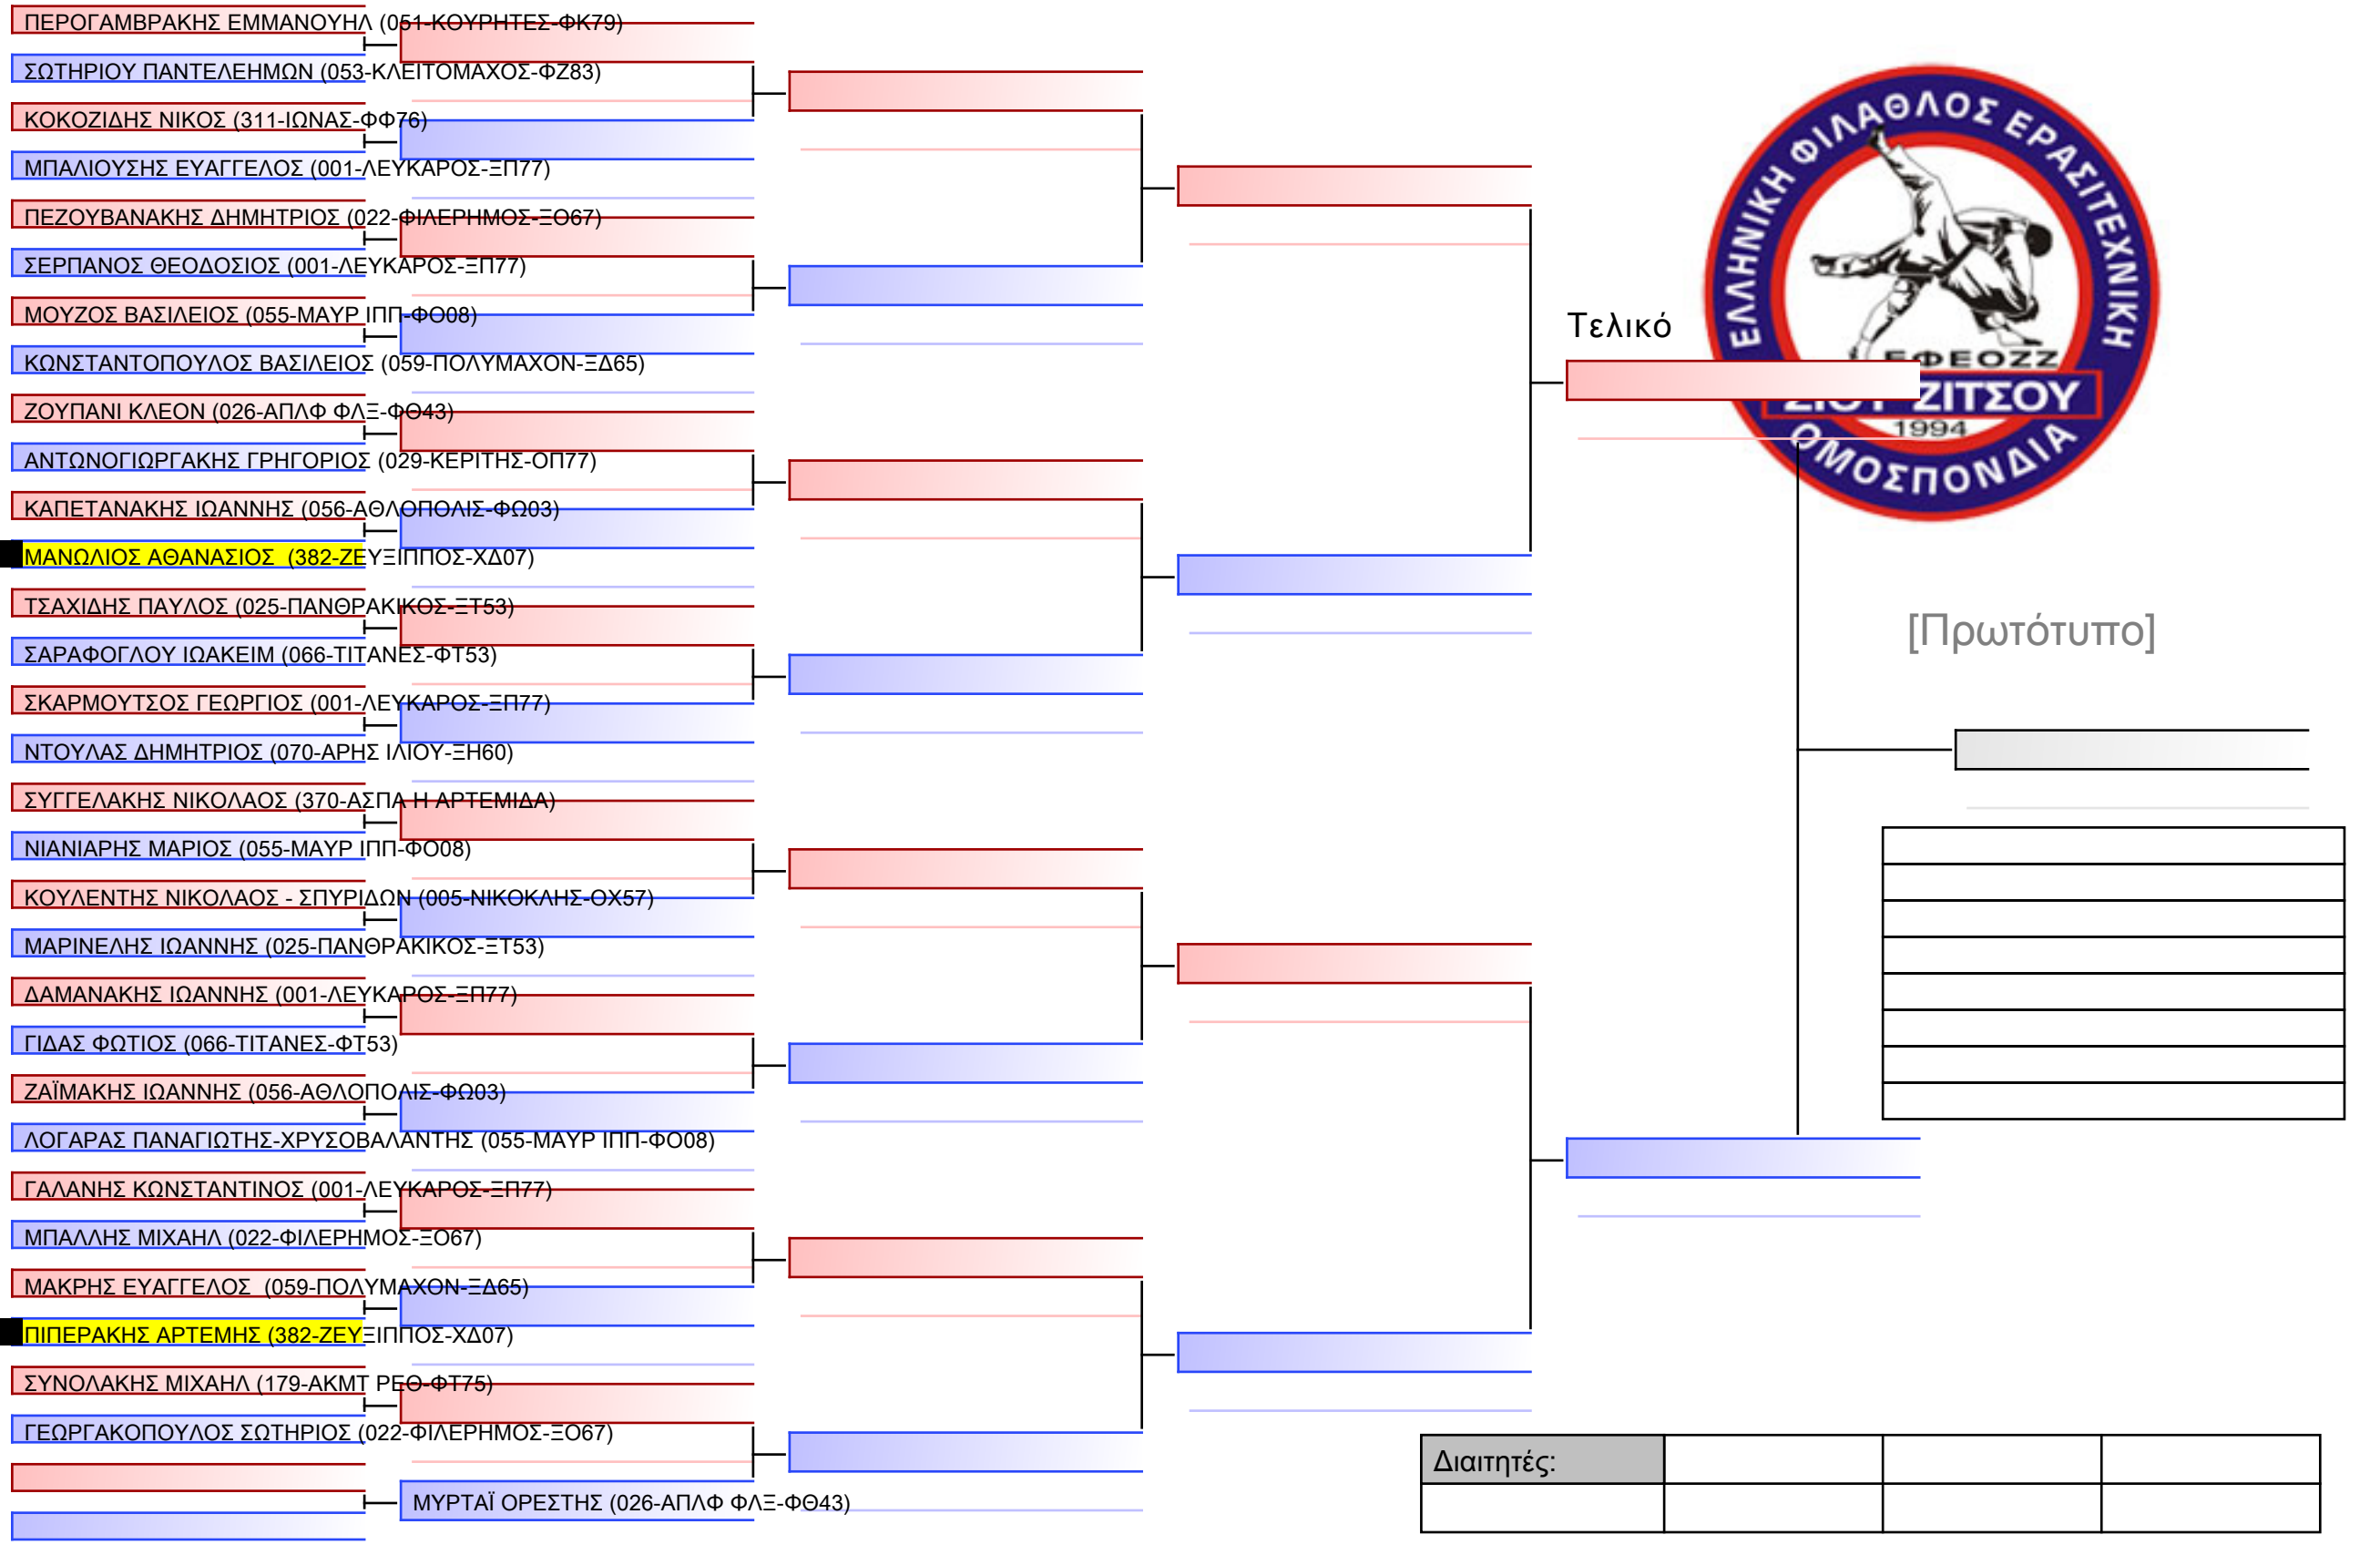 ΠΕΡΟΓΑΜΒΡΑΚΗΣ ΕΜΜΑΝΟΥΗΛ (051-ΚΟΥΡΗΤΕΣ-ΦΚ79)
ΣΩΤΗΡΙΟΥ ΠΑΝΤΕΛΕΗΜΩΝ (053-ΚΛΕΙΤΟΜΑΧΟΣ-ΦΖ83)
ΚΟΚΟΖΙΔΗΣ ΝΙΚΟΣ (311-ΙΩΝΑΣ-ΦΦ76)
ΜΠΑΛΙΟΥΣΗΣ ΕΥΑΓΓΕΛΟΣ (001-ΛΕΥΚΑΡΟΣ-ΞΠ77)
ΠΕΖΟΥΒΑΝΑΚΗΣ ΔΗΜΗΤΡΙΟΣ (022-ΦΙΛΕΡΗΜΟΣ-ΞΟ67)
ΣΕΡΠΑΝΟΣ ΘΕΟΔΟΣΙΟΣ (001-ΛΕΥΚΑΡΟΣ-ΞΠ77)
ΜΟΥΖΟΣ ΒΑΣΙΛΕΙΟΣ (055-ΜΑΥΡ ΙΠΠ-ΦΟ08)
ΚΩΝΣΤΑΝΤΟΠΟΥΛΟΣ ΒΑΣΙΛΕΙΟΣ (059-ΠΟΛΥΜΑΧΟΝ-ΞΔ65)
ΖΟΥΠΑΝΙ ΚΛΕΟΝ (026-ΑΠΛΦ ΦΛΞ-ΦΘ43)
ΑΝΤΩΝΟΓΙΩΡΓΑΚΗΣ ΓΡΗΓΟΡΙΟΣ (029-ΚΕΡΙΤΗΣ-ΟΠ77)
ΚΑΠΕΤΑΝΑΚΗΣ ΙΩΑΝΝΗΣ (056-ΑΘΛΟΠΟΛΙΣ-ΦΩ03)
ΜΑΝΩΛΙΟΣ ΑΘΑΝΑΣΙΟΣ (382-ΖΕΥΞΙΠΠΟΣ-ΧΔ07)
ΤΣΑΧΙΔΗΣ ΠΑΥΛΟΣ (025-ΠΑΝΘΡΑΚΙΚΟΣ-ΞΤ53)
ΣΑΡΑΦΟΓΛΟΥ ΙΩΑΚΕΙΜ (066-ΤΙΤΑΝΕΣ-ΦΤ53)
ΣΚΑΡΜΟΥΤΣΟΣ ΓΕΩΡΓΙΟΣ (001-ΛΕΥΚΑΡΟΣ-ΞΠ77)
ΝΤΟΥΛΑΣ ΔΗΜΗΤΡΙΟΣ (070-ΑΡΗΣ ΙΛΙΟΥ-ΞΗ60)
ΣΥΓΓΕΛΑΚΗΣ ΝΙΚΟΛΑΟΣ (370-ΑΣΠΑ Η ΑΡΤΕΜΙΔΑ)
ΝΙΑΝΙΑΡΗΣ ΜΑΡΙΟΣ (055-ΜΑΥΡ ΙΠΠ-ΦΟ08)
ΚΟΥΛΕΝΤΗΣ ΝΙΚΟΛΑΟΣ - ΣΠΥΡΙΔΩΝ (005-ΝΙΚΟΚΛΗΣ-ΟΧ57)
ΜΑΡΙΝΕΛΗΣ ΙΩΑΝΝΗΣ (025-ΠΑΝΘΡΑΚΙΚΟΣ-ΞΤ53)
ΔΑΜΑΝΑΚΗΣ ΙΩΑΝΝΗΣ (001-ΛΕΥΚΑΡΟΣ-ΞΠ77)
ΓΙΔΑΣ ΦΩΤΙΟΣ (066-ΤΙΤΑΝΕΣ-ΦΤ53)
ΖΑΪΜΑΚΗΣ ΙΩΑΝΝΗΣ (056-ΑΘΛΟΠΟΛΙΣ-ΦΩ03)
ΛΟΓΑΡΑΣ ΠΑΝΑΓΙΩΤΗΣ-ΧΡΥΣΟΒΑΛΑΝΤΗΣ (055-ΜΑΥΡ ΙΠΠ-ΦΟ08)
ΓΑΛΑΝΗΣ ΚΩΝΣΤΑΝΤΙΝΟΣ (001-ΛΕΥΚΑΡΟΣ-ΞΠ77)
ΜΠΑΛΛΗΣ ΜΙΧΑΗΛ (022-ΦΙΛΕΡΗΜΟΣ-ΞΟ67)
ΜΑΚΡΗΣ ΕΥΑΓΓΕΛΟΣ (059-ΠΟΛΥΜΑΧΟΝ-ΞΔ65)
ΠΙΠΕΡΑΚΗΣ ΑΡΤΕΜΗΣ (382-ΖΕΥΞΙΠΠΟΣ-ΧΔ07)
ΣΥΝΟΛΑΚΗΣ ΜΙΧΑΗΛ (179-ΑΚΜΤ ΡΕΘ-ΦΤ75)
ΓΕΩΡΓΑΚΟΠΟΥΛΟΣ ΣΩΤΗΡΙΟΣ (022-ΦΙΛΕΡΗΜΟΣ-ΞΟ67)
ΜΥΡΤΑΪ ΟΡΕΣΤΗΣ (026-ΑΠΛΦ ΦΛΞ-ΦΘ43)
Τελικό
ΕΛΛΗΝΙΚΗ ΦΙΛΑΘΛΟΣ ΕΡΑΣΙΤΕΧΝΙΚΗ
ΕΦΕΟΖΖ
ΖΙΟΥ ΖΙΤΣΟΥ
1994
ΟΜΟΣΠΟΝΔΙΑ
[Πρωτότυπο]
Διαιτητές: